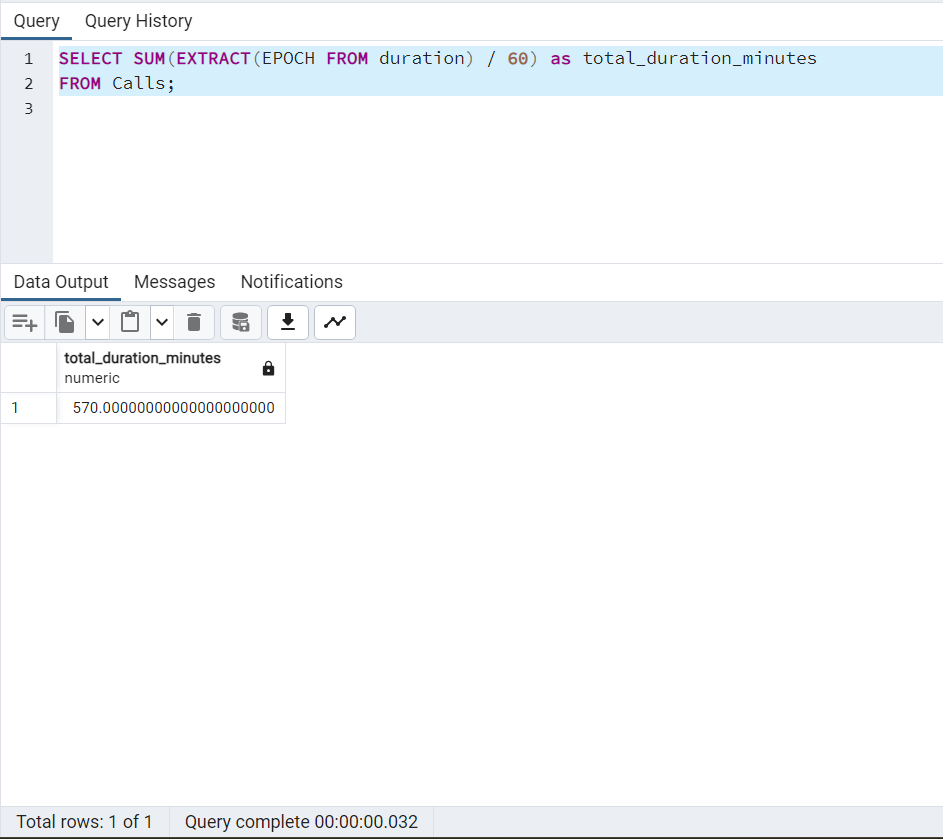 Query Query History
1 SELECT SUM(EXTRACT(EPOCH FROM duration) / 60) as total_duration_minutes
2 FROM Calls;
3
Data Output Messages Notifications
total_duration_minutes
numeric
1 570.00000000000000000000
Total rows: 1 of 1 Query complete 00:00:00.032